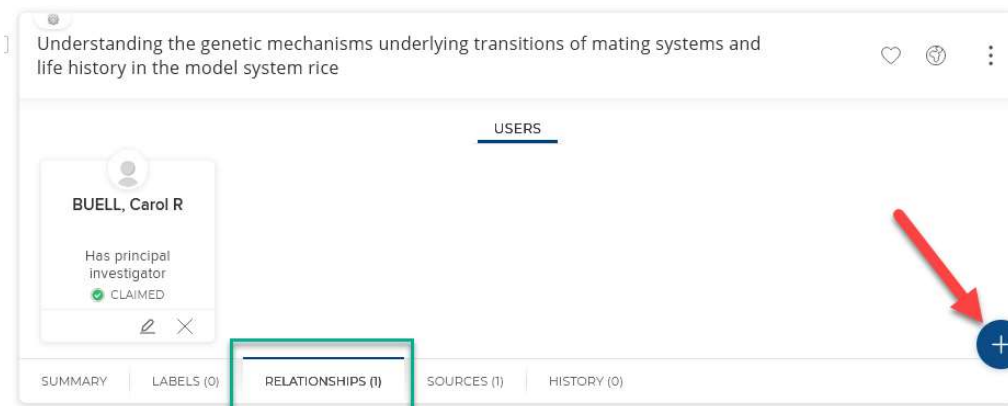 Understanding the genetic mechanisms underlying transitions of mating systems and
life history in the model system rice
USERS
BUELL, Carol R
Has principal
investigator
CLAIMED
SUMMARY LABELS (0) RELATIONSHIPS (1) SOURCES (1) HISTORY (0)